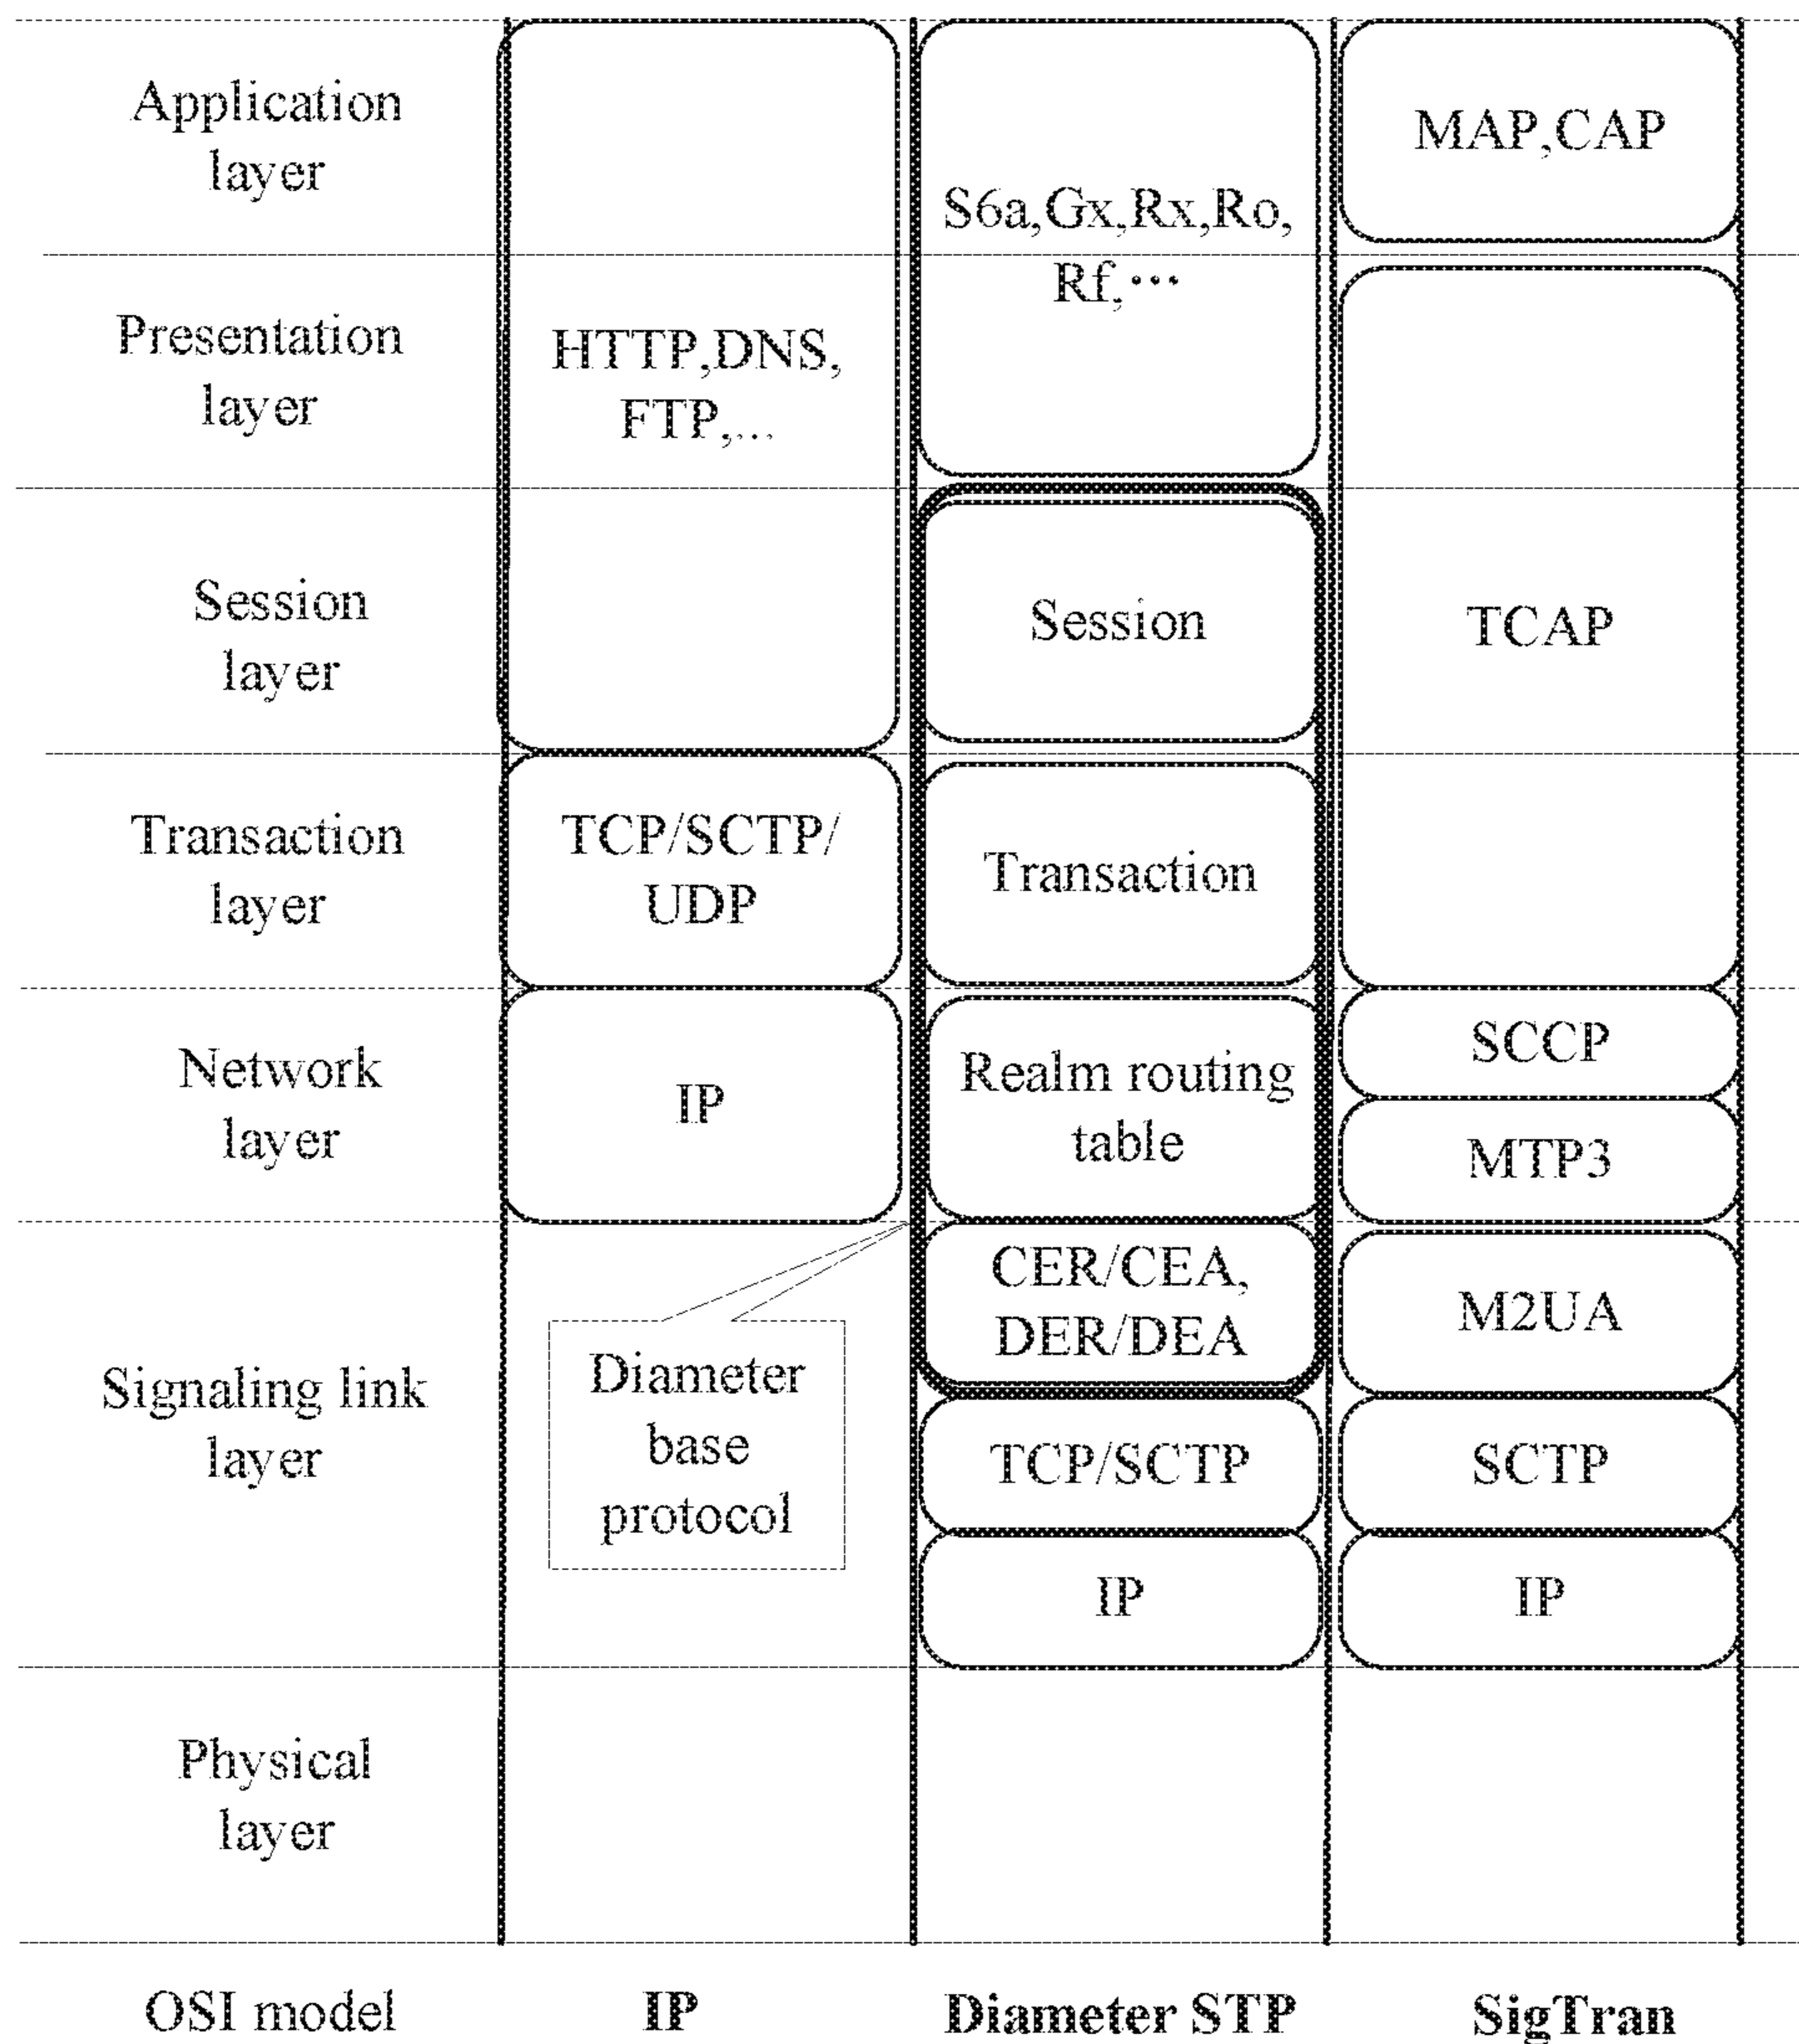 Application
layer
MAP,CAP
S6a,Gx,Rx,Ro,
Rf,···
Presentation
layer
HTTP,DNS,
FTP,...
Session
layer
Session
TCAP
Transaction
layer
TCP/SCTP/
UDP
Transaction
Network
layer
IP
Realm routing
table
SCCP
MTP3
Signaling link
layer
Diameter
base
protocol
CER/CEA,
DER/DEA
M2UA
TCP/SCTP
SCTP
IP
IP
Physical
layer
OSI model
IP
Diameter STP
SigTran